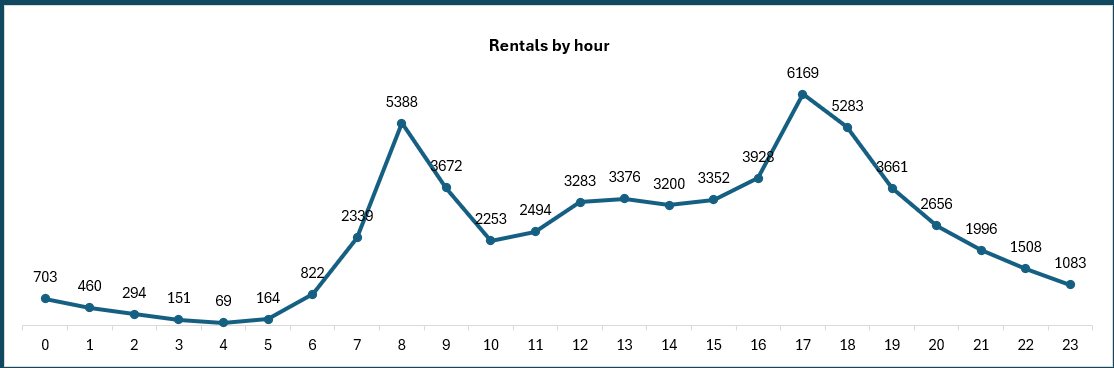 Rentals by hour
703 460 294 151 69 164 822 2339 5388 3672 2253 2494 3283 3376 3200 3352 3928 6169 5283 3661 2656 1996 1508 1083
0 1 2 3 4 5 6 7 8 9 10 11 12 13 14 15 16 17 18 19 20 21 22 23